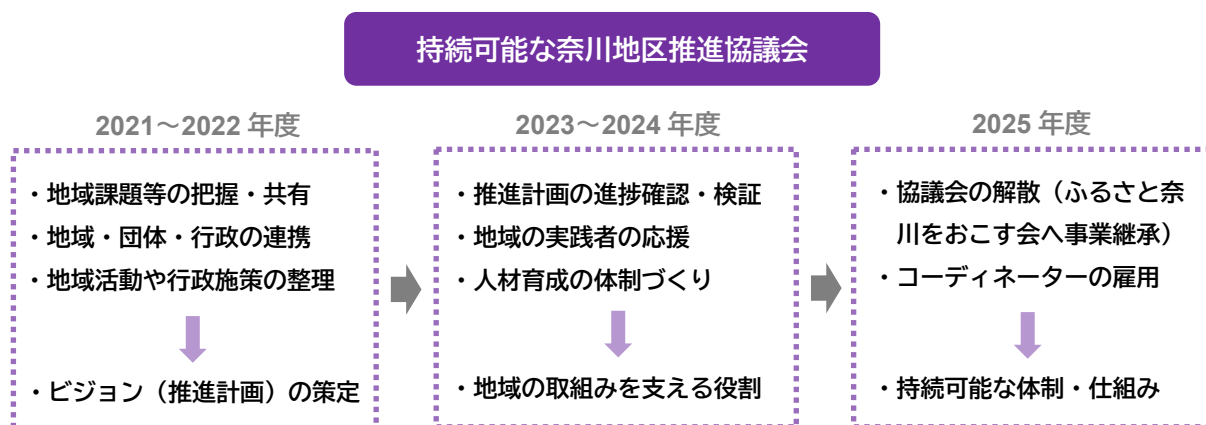 持続可能な奈川地区推進協議会
2021～2022 年度
・地域課題等の把握・共有
・地域・団体・行政の連携
・地域活動や行政施策の整理
・ビジョン（推進計画）の策定
2023～2024 年度
・推進計画の進捗確認・検証
・地域の実践者の応援
・人材育成の体制づくり
・地域の取組みを支える役割
2025 年度
・協議会の解散（ふるさと奈
川をおこす会へ事業継承）
・コーディネーターの雇用
・持続可能な体制・仕組み